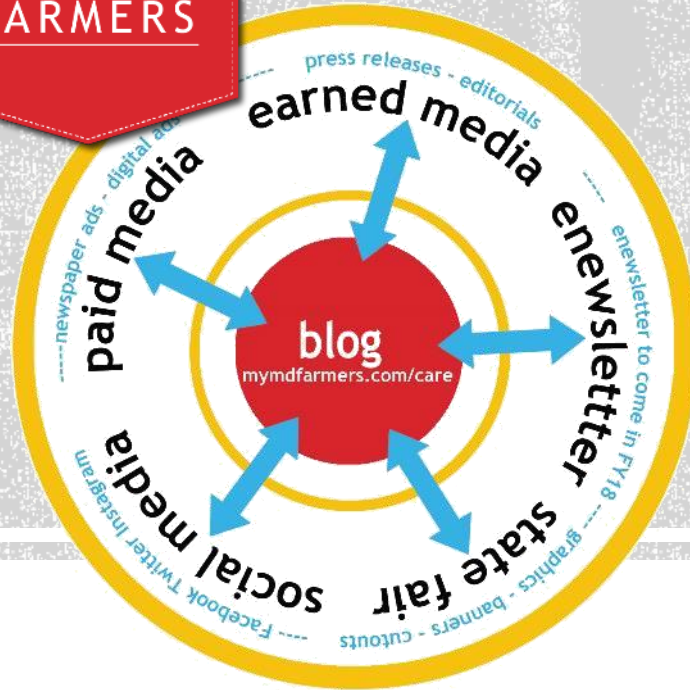 ARMERS
press releases - editorials
earned media
enewsletter to come in FY18 ----
enewslettter
graphics - banners - cutouts
state fair
---- Facebook Twitter Instagram
social media
-----newspaper ads - digital ads
paid media
blog
mymdfarmers.com/care